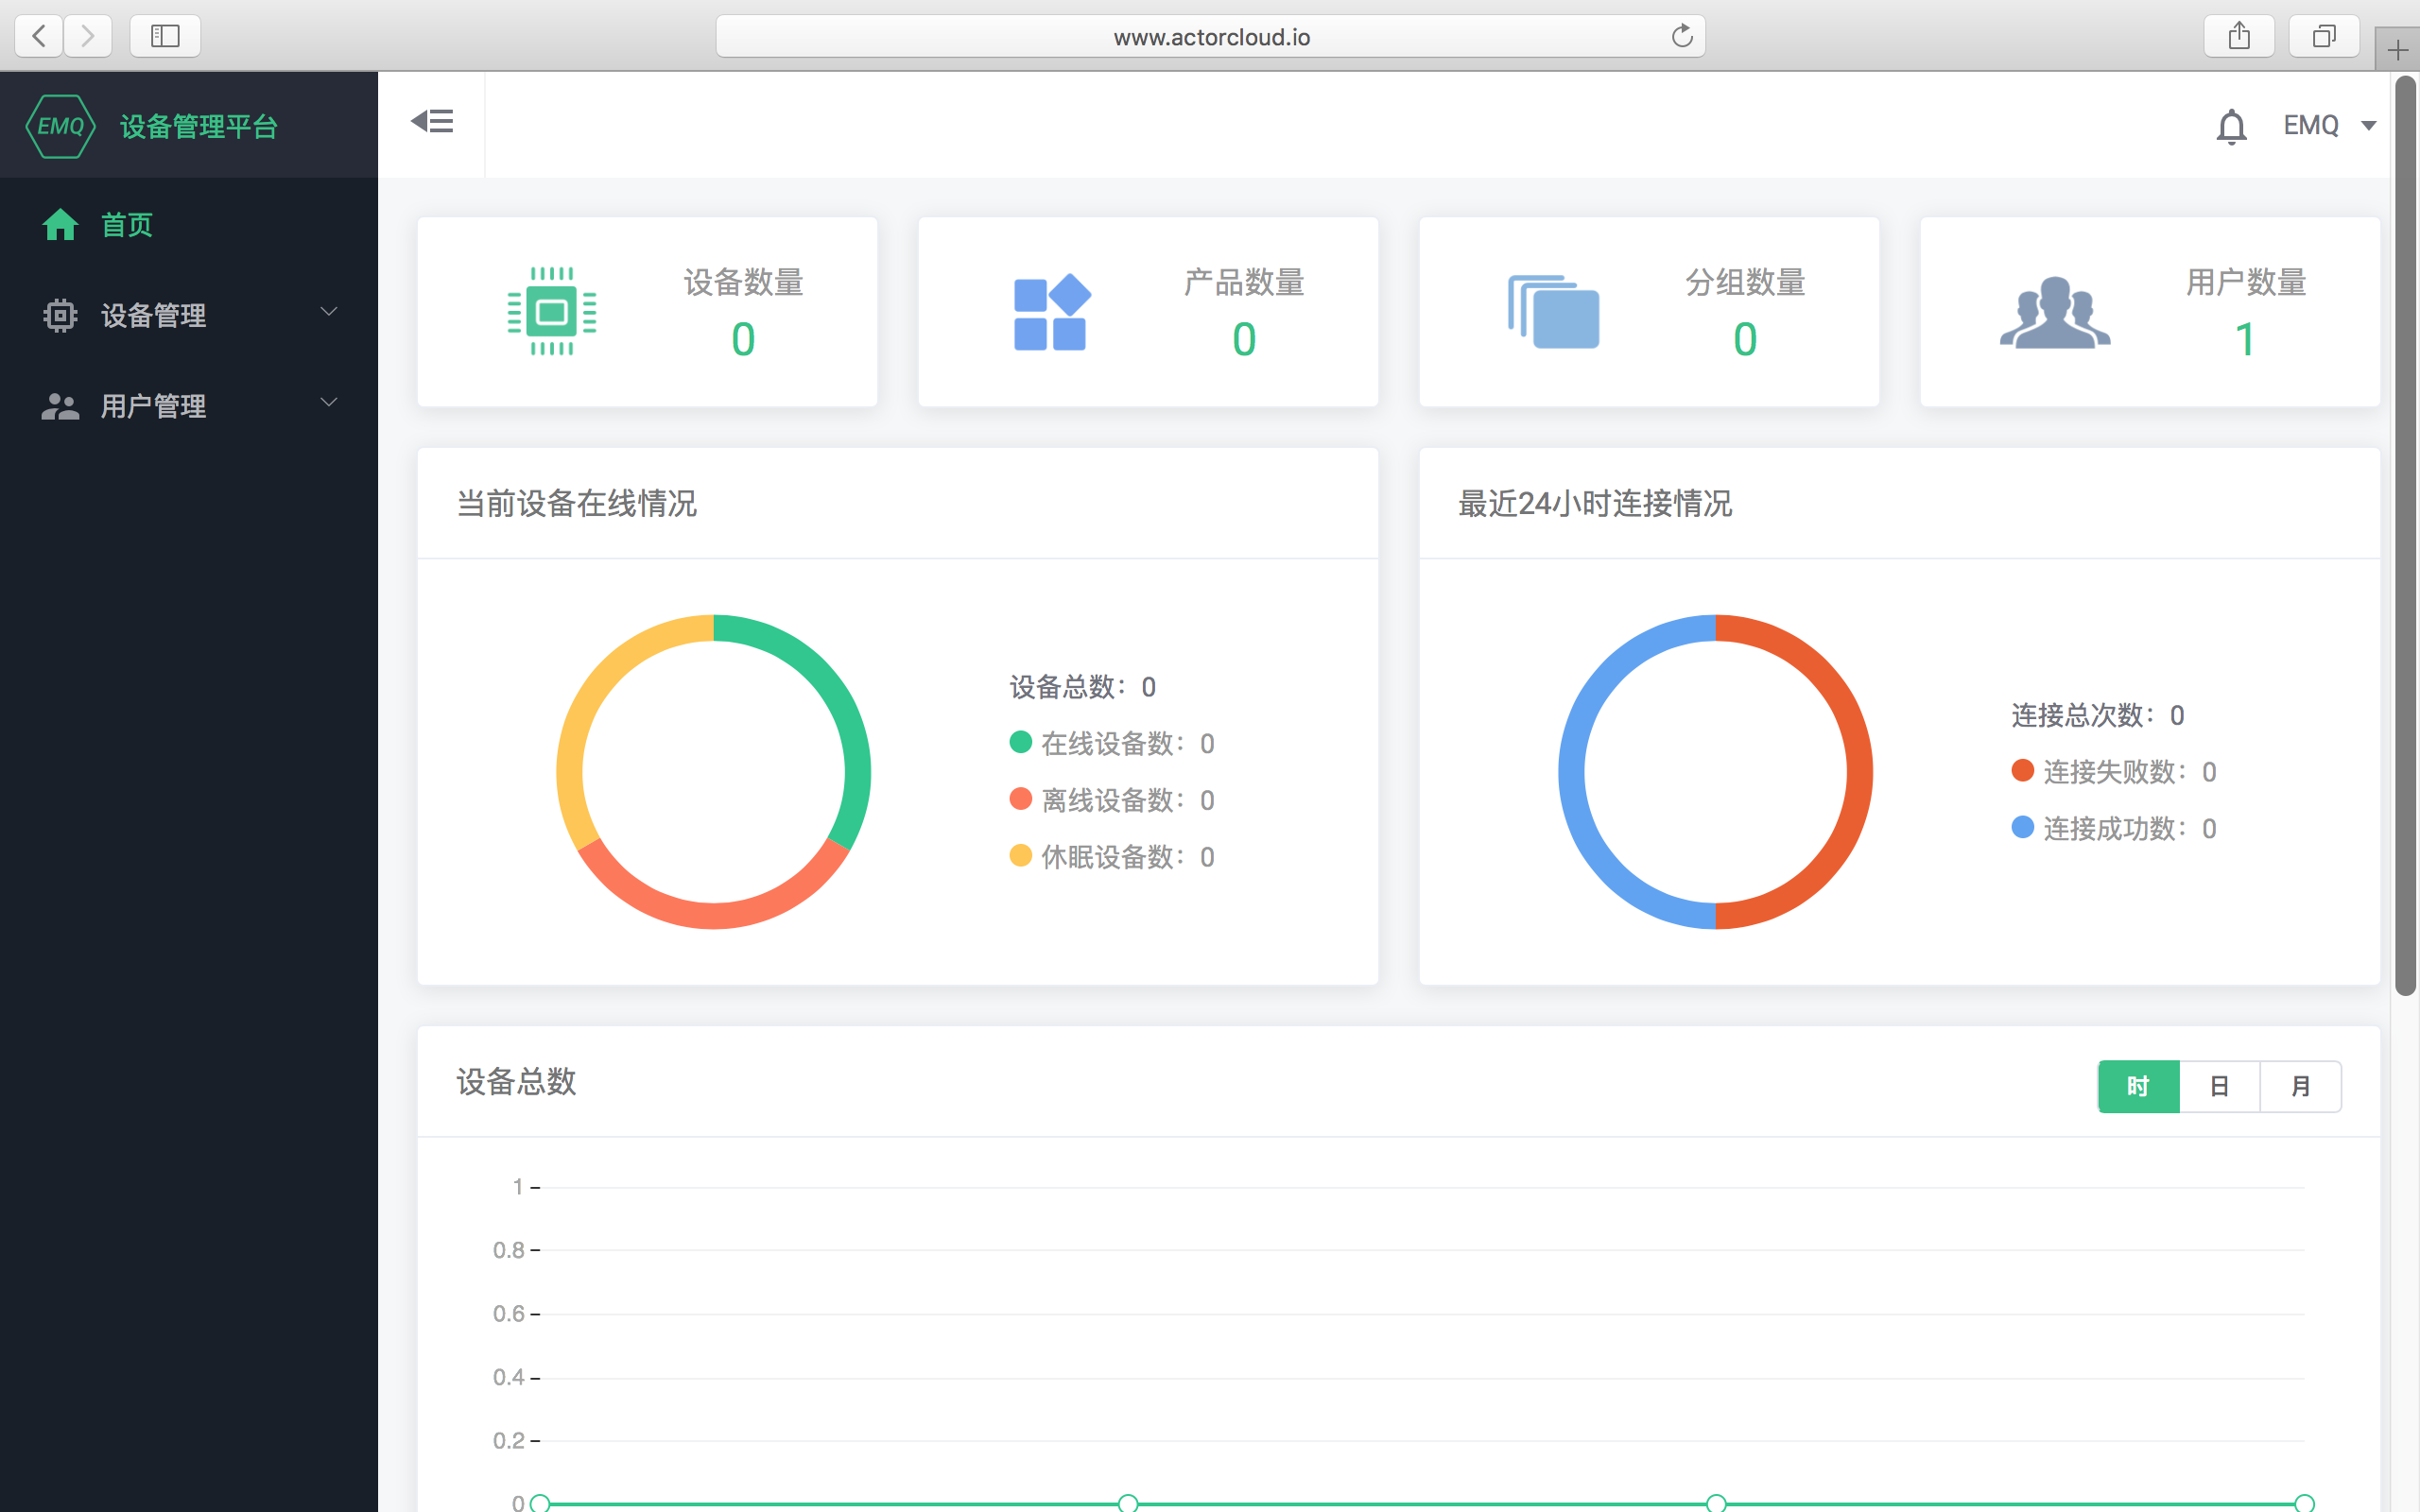 www.actorcloud.io
EMQ
设备管理平台
EMQ
首页
设备管理
用户管理
设备数量
0
产品数量
0
分组数量
0
用户数量
1
当前设备在线情况
设备总数：0
在线设备数：0
离线设备数：0
休眠设备数：0
最近24小时连接情况
连接总次数：0
连接失败数：0
连接成功数：0
设备总数
时
日
月
1
0.8
0.6
0.4
0.2
0